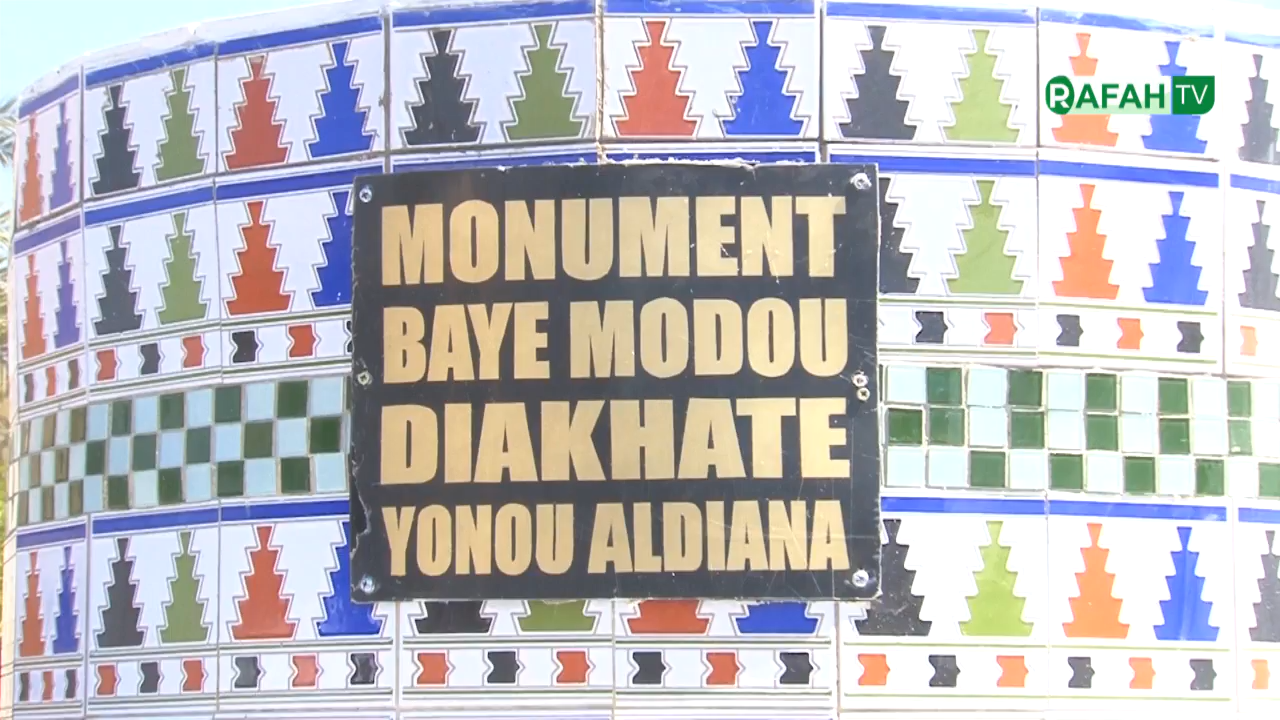 RAFAH TV
MONUMENT
BAYE MODOU
DIAKHATE
YONOU ALDIANA